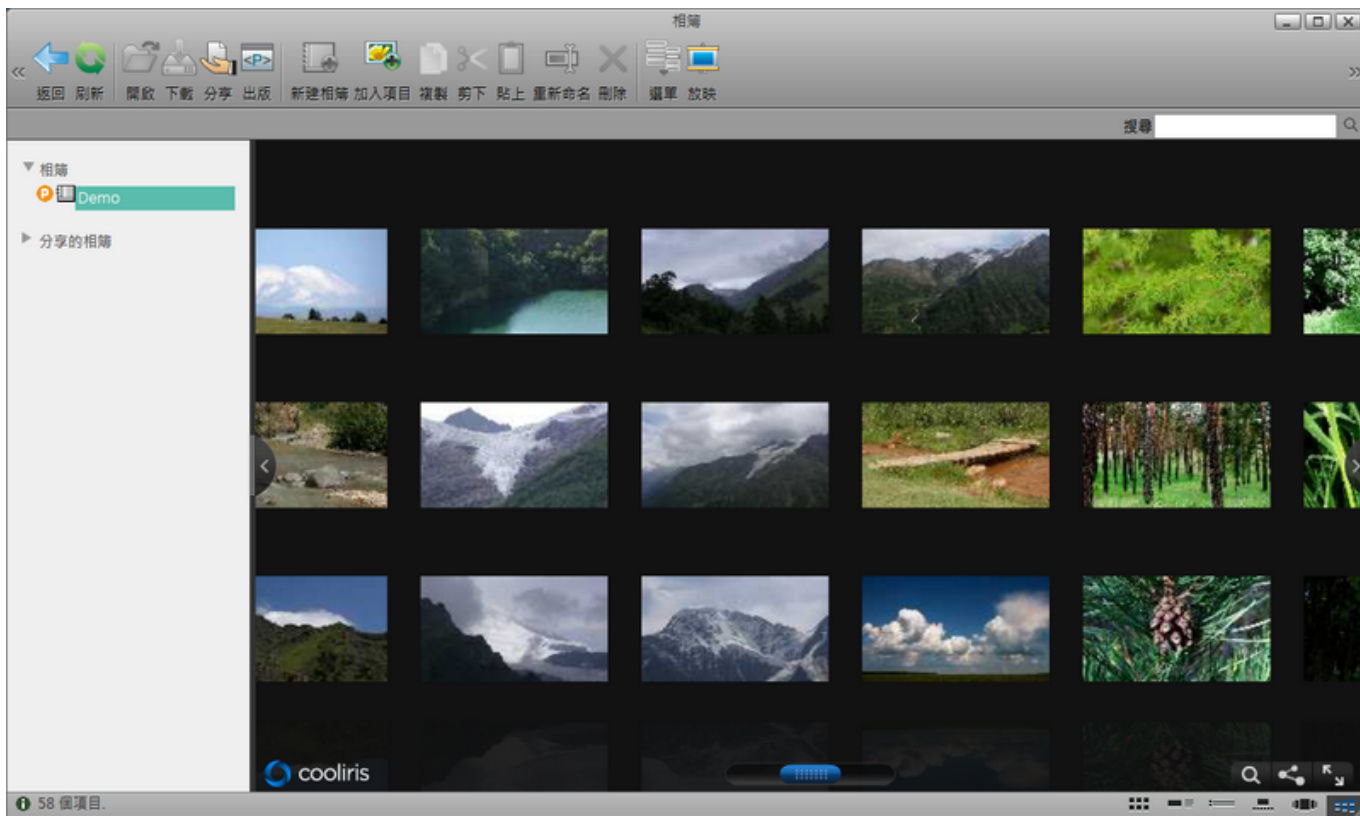 相簿
返回 刷新 開啟 下載 分享 出版 新建相簿 加入項目 複製 剪下 貼上 重新命名 刪除 選單 放映
<P>
搜尋
相簿
P Demo
分享的相簿
cooliris
58 個項目.